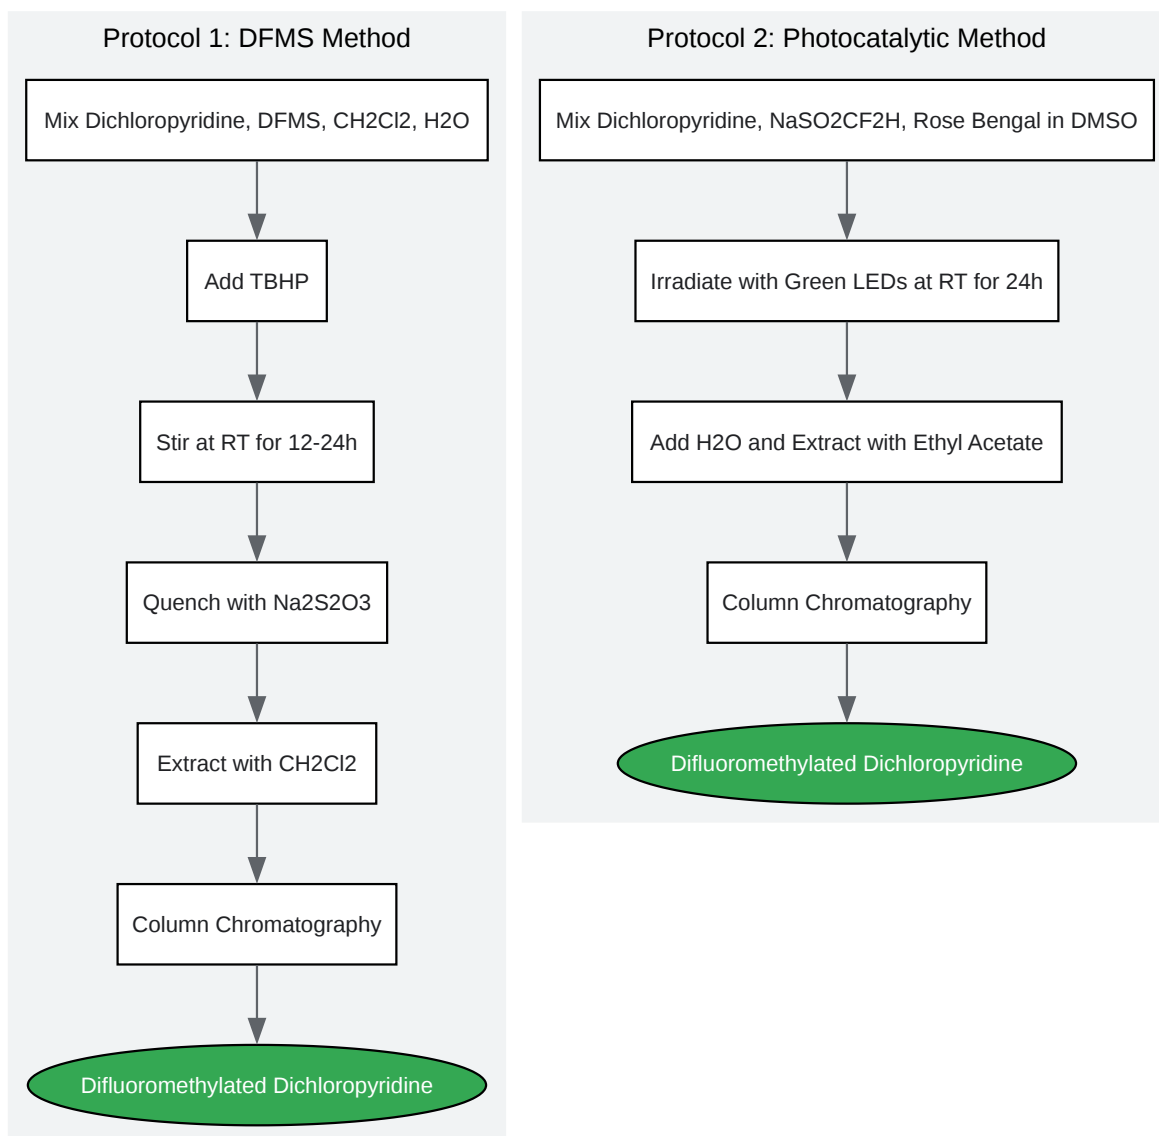 Protocol 1: DFMS Method
Mix Dichloropyridine, DFMS, CH2Cl2, H2O
Add TBHP
Stir at RT for 12-24h
Quench with Na2S2O3
Extract with CH2Cl2
Column Chromatography
Difluoromethylated Dichloropyridine
Protocol 2: Photocatalytic Method
Mix Dichloropyridine, NaSO2CF2H, Rose Bengal in DMSO
Irradiate with Green LEDs at RT for 24h
Add H2O and Extract with Ethyl Acetate
Column Chromatography
Difluoromethylated Dichloropyridine